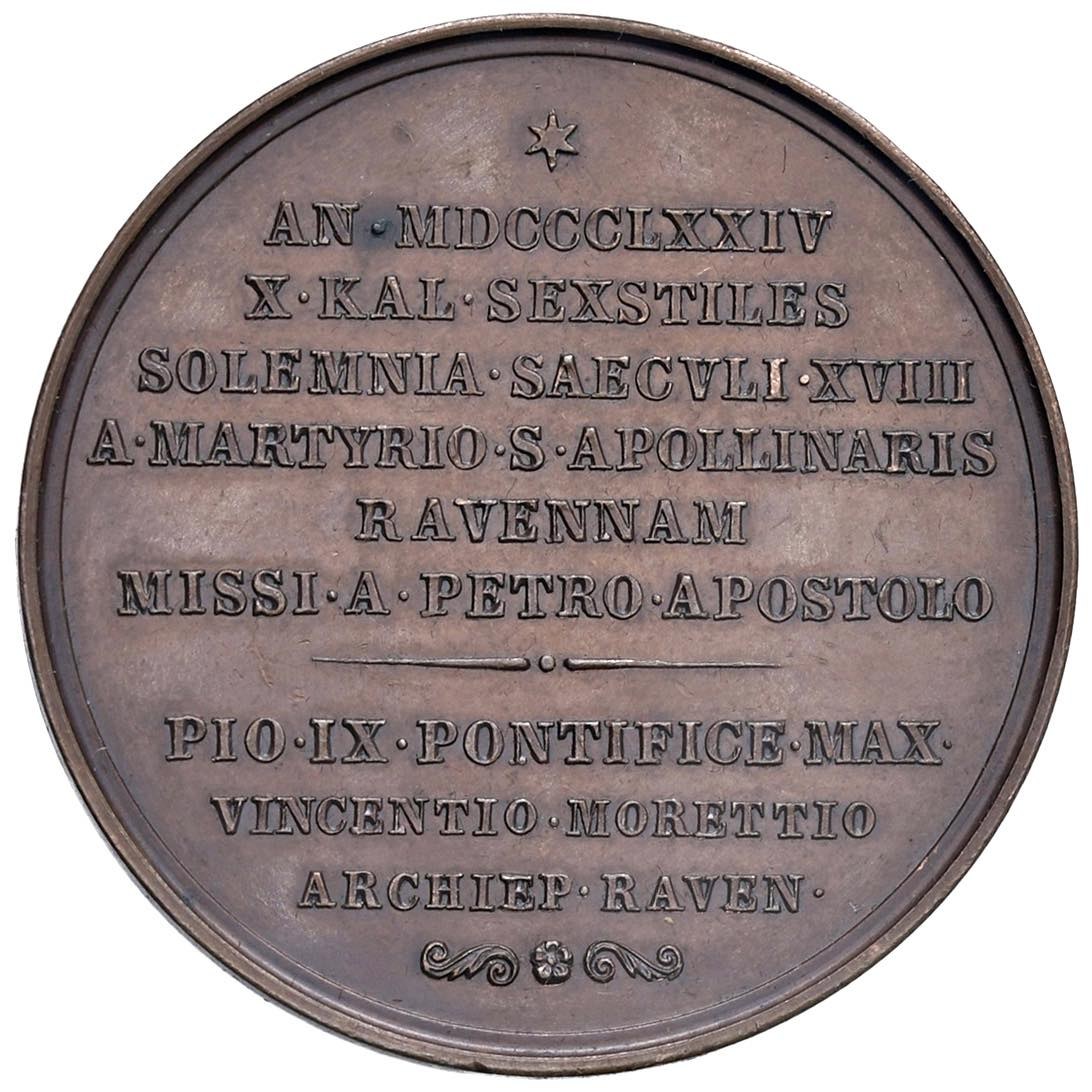 AN · MDCCCLXXIV
X · KAL · SEXSTILES
SOLEMNIA · SAECVLI · XVIII
A · MARTYRIO · S · APOLLINARIS
RAVENNAM
MISSI · A · PETRO · APOSTOLO
PIO · IX · PONTIFICE · MAX ·
VINCENTIO · MORETTIO
ARCHIEP · RAVEN ·